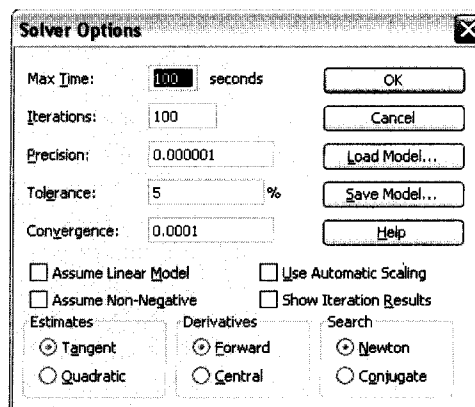 Solver Options
Max Time: 100 seconds OK
Iterations: 100 Cancel
Precision: 0.000001 Load Model...
Tolerance: 5 % Save Model...
Convergence: 0.0001 Help
Assume Linear Model Use Automatic Scaling
Assume Non-Negative Show Iteration Results
Estimates Derivatives Search
Tangent Forward Newton
Quadratic Central Conjugate